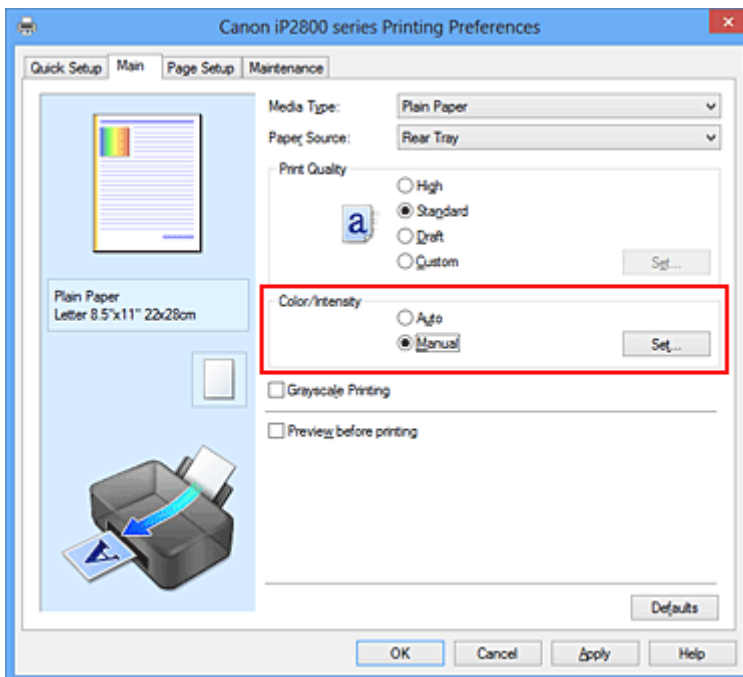 Canon iP2800 series Printing Preferences
Quick Setup Main Page Setup Maintenance
Media Type: Plain Paper
Paper Source: Rear Tray
Print Quality
High
a Standard
Draft
Custom Set...
Plain Paper
Letter 8.5"x11" 22x28cm
Color/Intensity
Auto
Manual Set...
Grayscale Printing
Preview before printing
A
Defaults
OK Cancel Apply Help